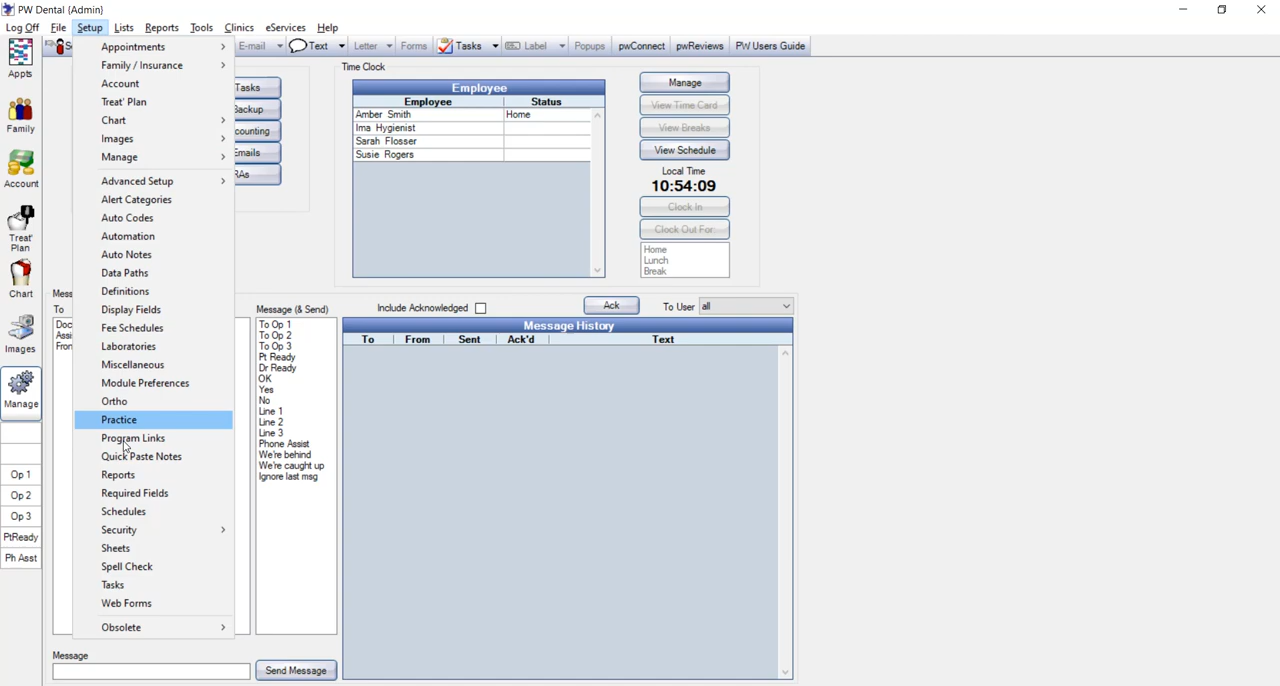 PW Dental {Admin}
Log Off File Setup Lists Reports Tools Clinics eServices Help
E-mail Text Letter Forms Tasks Label Popups pwConnect pwReviews PW Users Guide
Appts
Family
Account
Treat'
Plan
Chart
Images
Manage
Op 1
Op 2
Op 3
PtReady
Ph Asst
Appointments
Family / Insurance
Account
Treat' Plan
Chart
Images
Manage
Advanced Setup
Alert Categories
Auto Codes
Automation
Auto Notes
Data Paths
Definitions
Display Fields
Fee Schedules
Laboratories
Miscellaneous
Module Preferences
Ortho
Practice
Program Links
Quick Paste Notes
Reports
Required Fields
Schedules
Security
Sheets
Spell Check
Tasks
Web Forms
Obsolete
Tasks
Backup
counting
Emails
RAs
Time Clock
Employee
Employee Status
Amber Smith Home
Ima Hygienist
Sarah Flosser
Susie Rogers
Manage
View Time Card
View Breaks
View Schedule
Local Time
10:54:09
Clock In
Clock Out For:
Home
Lunch
Break
Mess
To
Doc
Assi
Fron
Message (& Send)
To Op 1
To Op 2
To Op 3
Pt Ready
Dr Ready
OK
Yes
No
Line 1
Line 2
Line 3
Phone Assist
We're behind
We're caught up
Ignore last msg
Include Acknowledged
Ack
To User all
Message History
To From Sent Ack'd Text
Message
Send Message